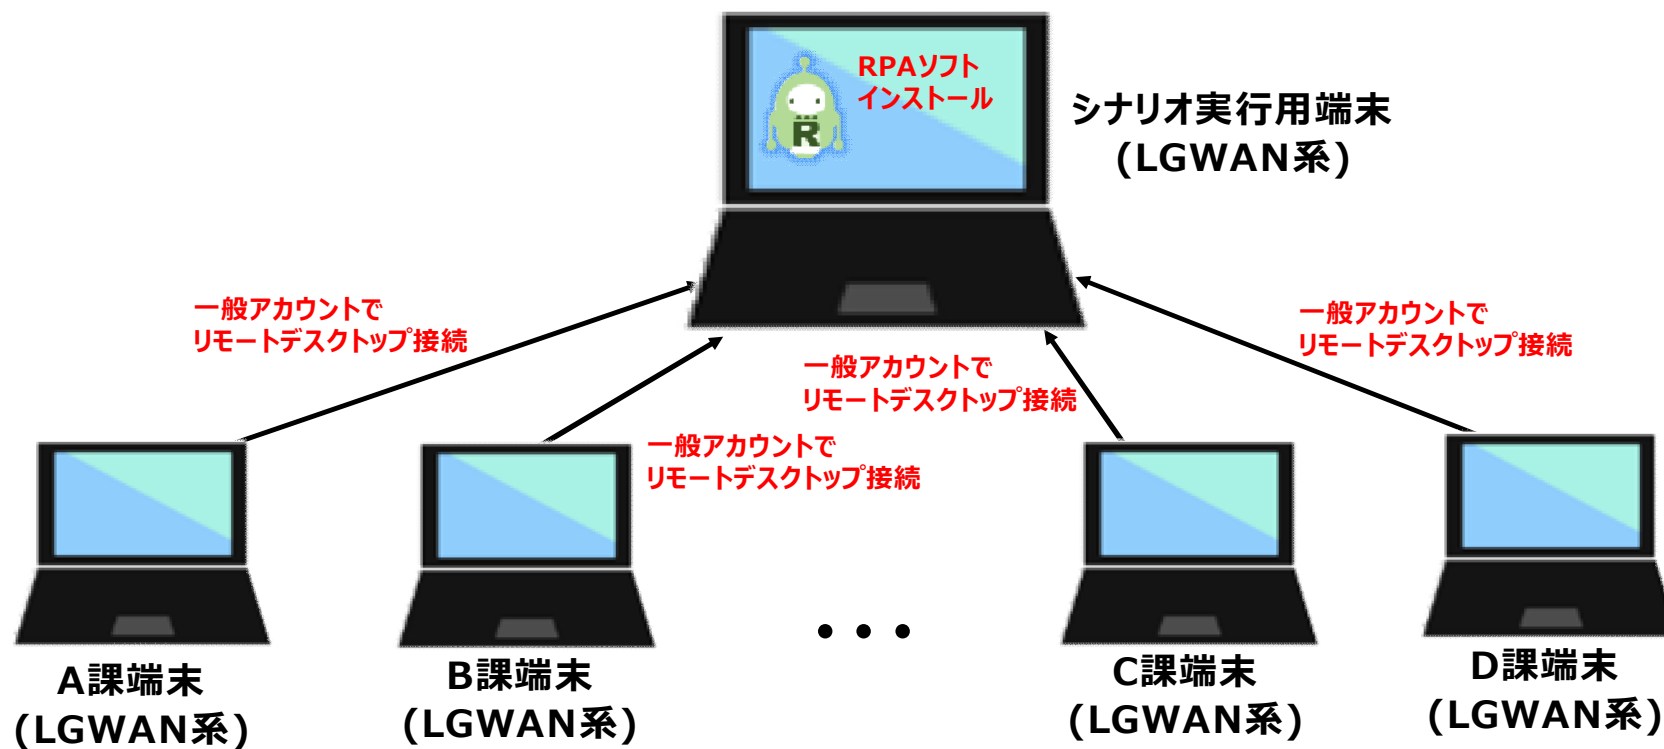 RPAソフト
インストール
R
シナリオ実行用端末
(LGWAN系)
一般アカウントで
リモートデスクトップ接続
一般アカウントで
リモートデスクトップ接続
一般アカウントで
リモートデスクトップ接続
一般アカウントで
リモートデスクトップ接続
・・・
A課端末
(LGWAN系)
B課端末
(LGWAN系)
C課端末
(LGWAN系)
D課端末
(LGWAN系)